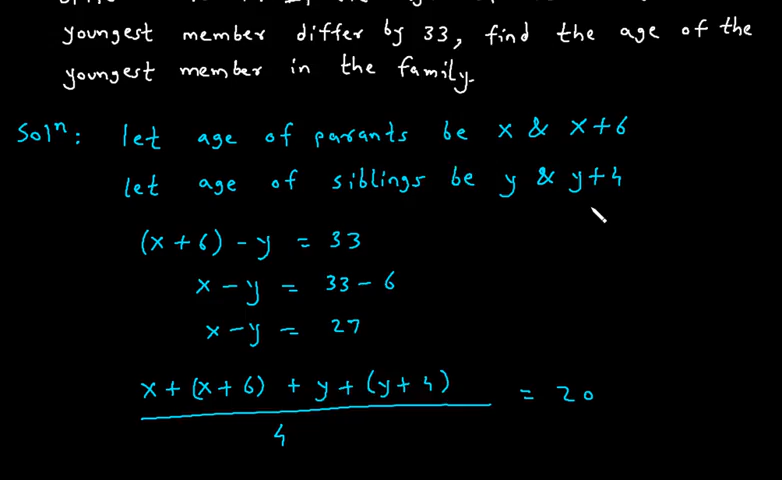 youngest member differ by 33, find the age of the
youngest member in the family.
Solⁿ: let age of parants be x & x+6
let age of siblings be y & y+4
(x+6) - y = 33
x - y = 33 - 6
x - y = 27
x + (x+6) + y + (y+4) = 20
4